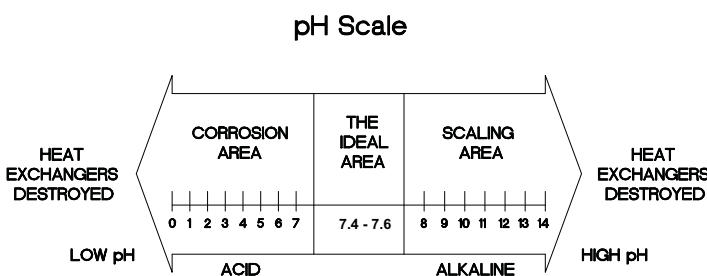 pH Scale
CORROSION
AREA
THE
IDEAL
AREA
SCALING
AREA
HEAT
EXCHANGERS
DESTROYED
HEAT
EXCHANGERS
DESTROYED
0 1 2 3 4 5 6 7
7.4 - 7.6
8 9 10 11 12 13 14
LOW pH
ACID
ALKALINE
HIGH pH